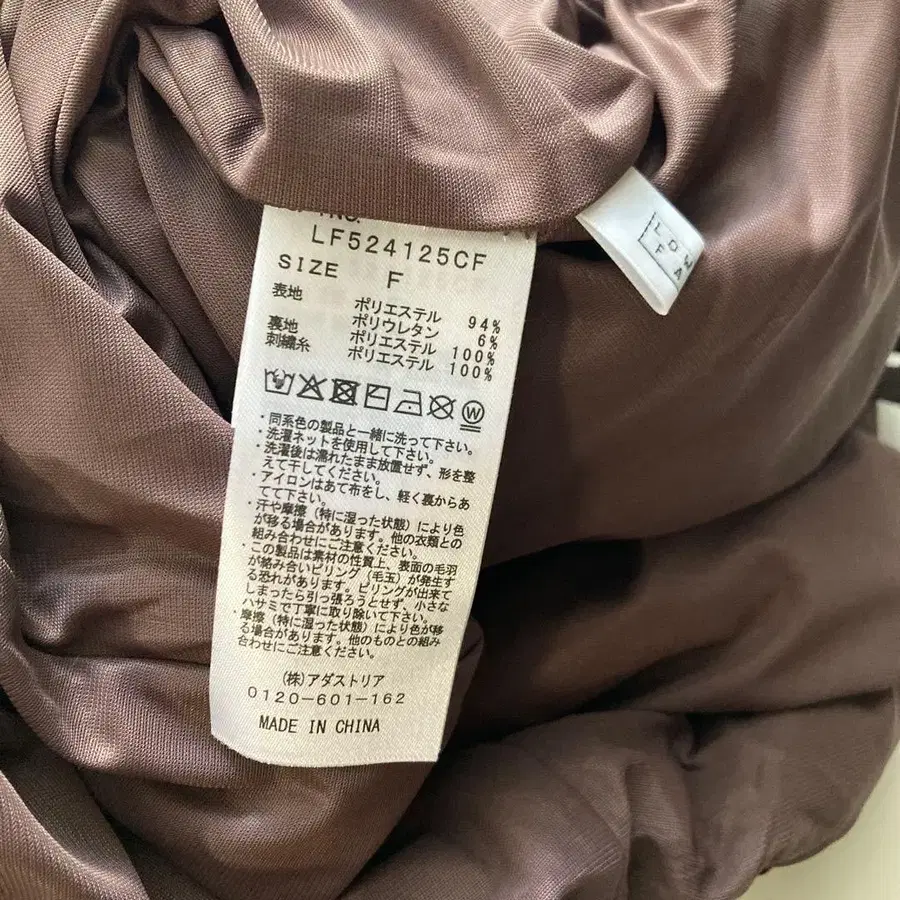 LF524125CF
SIZE F
表地 ポリエステル 94%
ポリウレタン 6%
裏地 ポリエステル 100%
刺繍糸 ポリエステル 100%
・同系色の製品と一緒に洗って下さい。
・洗濯ネットを使用して下さい。
・洗濯後は濡れたまま放置せず、形を整
えて干してください。
・アイロンはあて布をし、軽く裏からあ
てて下さい。
・汗や摩擦（特に湿った状態）により色
が移る場合があります。他の衣類との
組み合わせにご注意ください。
・この製品は素材の性質上、表面の毛羽
が絡み合いピリング（毛玉）が発生す
る恐れがあります。ピリングが出来て
しまったら引っ張ろうとせず、小さな
ハサミで丁寧に取り除いて下さい。
・摩擦（特に湿った状態）により色が移
る場合があります。他のものとの組み
合わせにご注意ください。
(株)アダストリア
0120-601-162
MADE IN CHINA
LOW
FA